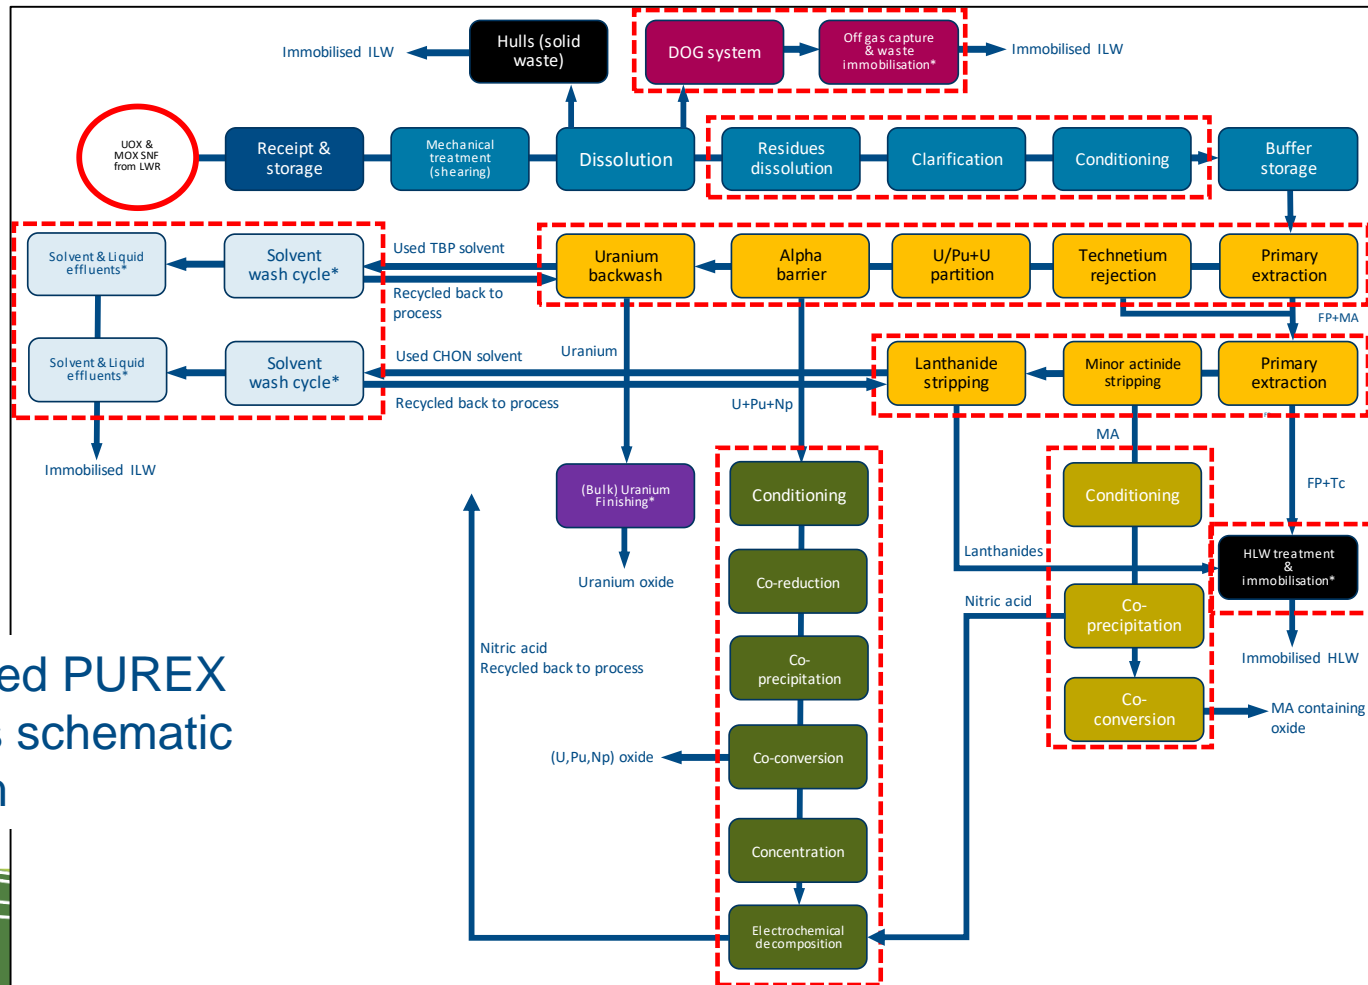 Immobilised ILW
Hulls (solid
waste)
DOG system
Off gas capture
& waste
immobilisation*
Immobilised ILW
UOX &
MOX SNF
from LWR
Receipt &
storage
Mechanical
treatment
(shearing)
Dissolution
Residues
dissolution
Clarification
Conditioning
Buffer
storage
Solvent & Liquid
effluents*
Solvent
wash cycle*
Used TBP solvent
Recycled back to
process
Uranium
backwash
Alpha
barrier
U/Pu+U
partition
Technetium
rejection
Primary
extraction
FP+MA
Solvent & Liquid
effluents*
Solvent
wash cycle*
Used CHON solvent
Recycled back to process
Uranium
U+Pu+Np
Lanthanide
stripping
Minor actinide
stripping
Primary
extraction
MA
FP+Tc
Immobilised ILW
(Bulk) Uranium
Finishing*
Uranium oxide
Conditioning
Co-reduction
Co-
precipitation
Co-conversion
Concentration
Electrochemical
decomposition
(U,Pu,Np) oxide
Nitric acid
Recycled back to process
Conditioning
Co-
precipitation
Co-
conversion
Lanthanides
Nitric acid
HLW treatment
&
immobilisation*
Immobilised HLW
MA containing
oxide
ed PUREX
s schematic